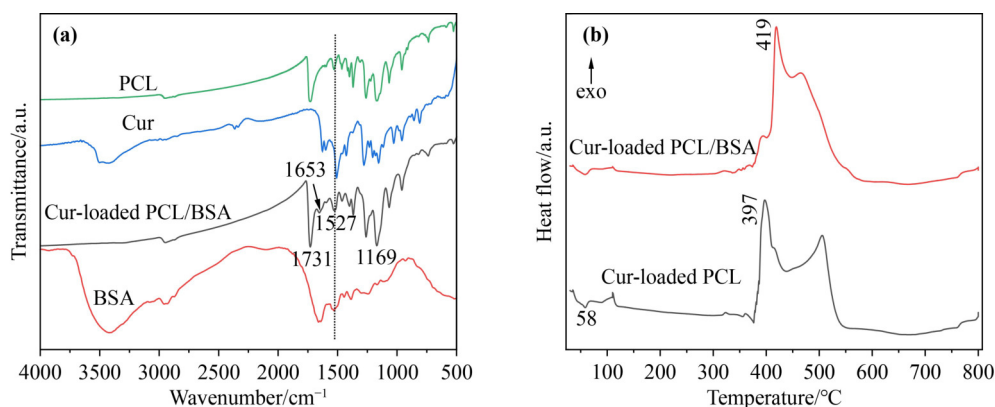 (a)
PCL
Cur
1653
Cur-loaded PCL/BSA
1527
1731
1169
BSA
Transmittance/a.u.
4000 3500 3000 2500 2000 1500 1000 500
Wavenumber/cm⁻¹
(b)
419
exo
Cur-loaded PCL/BSA
397
Cur-loaded PCL
58
Heat flow/a.u.
100 200 300 400 500 600 700 800
Temperature/°C